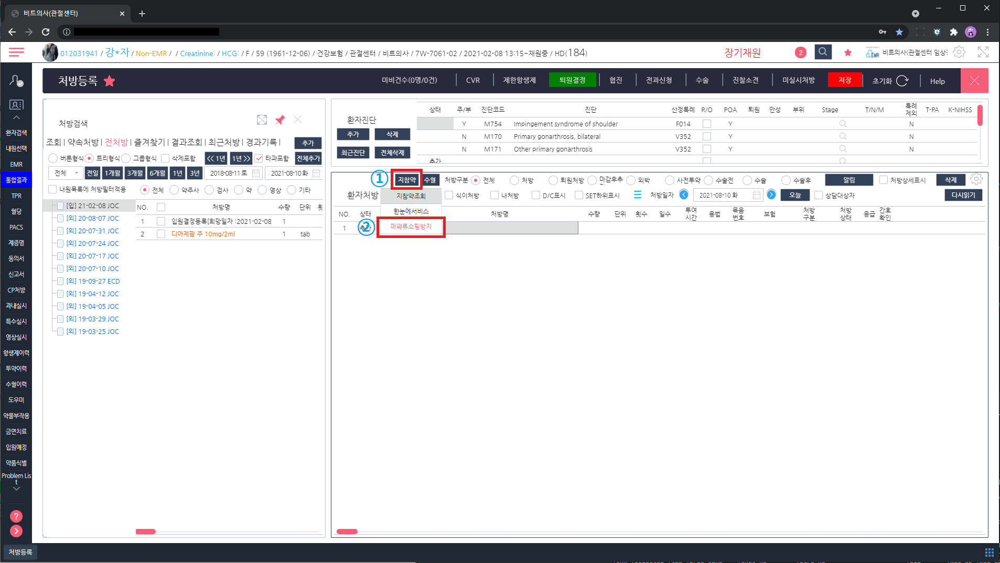 비트의사(관절센터)
012031941 / 강*자 / Non-EMR / / Creatinine: / HCG: / F / 59 (1961-12-06) / 건강보험 / 관절센터 / 비트의사 / 7W-7061-02 / 2021-02-08 13:15~재원중 / HD(184)
장기재원
2
비트의사(관절센터 임상
처방등록
미비건수(0명/0건)
CVR
제한항생제
퇴원결정
협진
전과신청
수술
진찰소견
미실시처방
저장
초기화
Help
환자검색
내원선택
EMR
통합결과
TPR
혈당
PACS
제증명
동의서
신고서
CP처방
과내실시
특수실시
영상실시
항생제이력
투약이력
수혈이력
도우미
약물부작용
금연치료
입원예정
약품식별
Problem Lis
t
?
처방검색
조회 | 약속처방 | 전처방 | 즐겨찾기 | 결과조회 | 최근처방 | 경과기록 |
추가
버튼형식 트리형식 그룹형식 삭제포함 << 1년 1년 >> 타과포함 전체추가
전체 전일 1개월 3개월 6개월 1년 3년 2018-08-11 토 2021-08-10 화
내원목록에 처방필터적용 전체 약주사 검사 약 영상 기타
[입] 21-02-08 JOC
[외] 20-08-07 JOC
[외] 20-07-31 JOC
[외] 20-07-24 JOC
[외] 20-07-17 JOC
[외] 20-07-10 JOC
[외] 19-09-27 ECD
[외] 19-04-12 JOC
[외] 19-04-05 JOC
[외] 19-03-29 JOC
[외] 19-03-25 JOC
NO. 처방명 수량 단위
1 입원결정등록[희망일자 :2021-02-08 1
2 디아제팜 주 10mg/2ml 1 tab
환자진단
추가 삭제
최근진단 전체삭제
상태 주/부 진단코드 진단 산정특례 R/O POA 퇴원 만성 부위 Stage T/N/M 특례 제외 T-PA K-NIHSS
Y M754 Impingement syndrome of shoulder F014 Y N
N M170 Primary gonarthrosis, bilateral V352 Y N
N M171 Other primary gonarthrosis V352 Y N
추가
① 지참약 수혈 처방구분 전체 처방 퇴원처방 마감후추 외박 사전투약 수술전 수술 수술후 알림 처방상세표시 삭제
환자처방 지참약조회 식이처방 내처방 D/C표시 SET하위표시 처방일자 2021-08-10 화 오늘 상담대상자 다시읽기
한눈에서비스
② 마약류쇼핑방지
NO. 상태 처방명 수량 단위 횟수 일수 투여 시간 용법 묶음 번호 보험 처방 구분 처방 상태 응급 간호 확인
1
처방등록